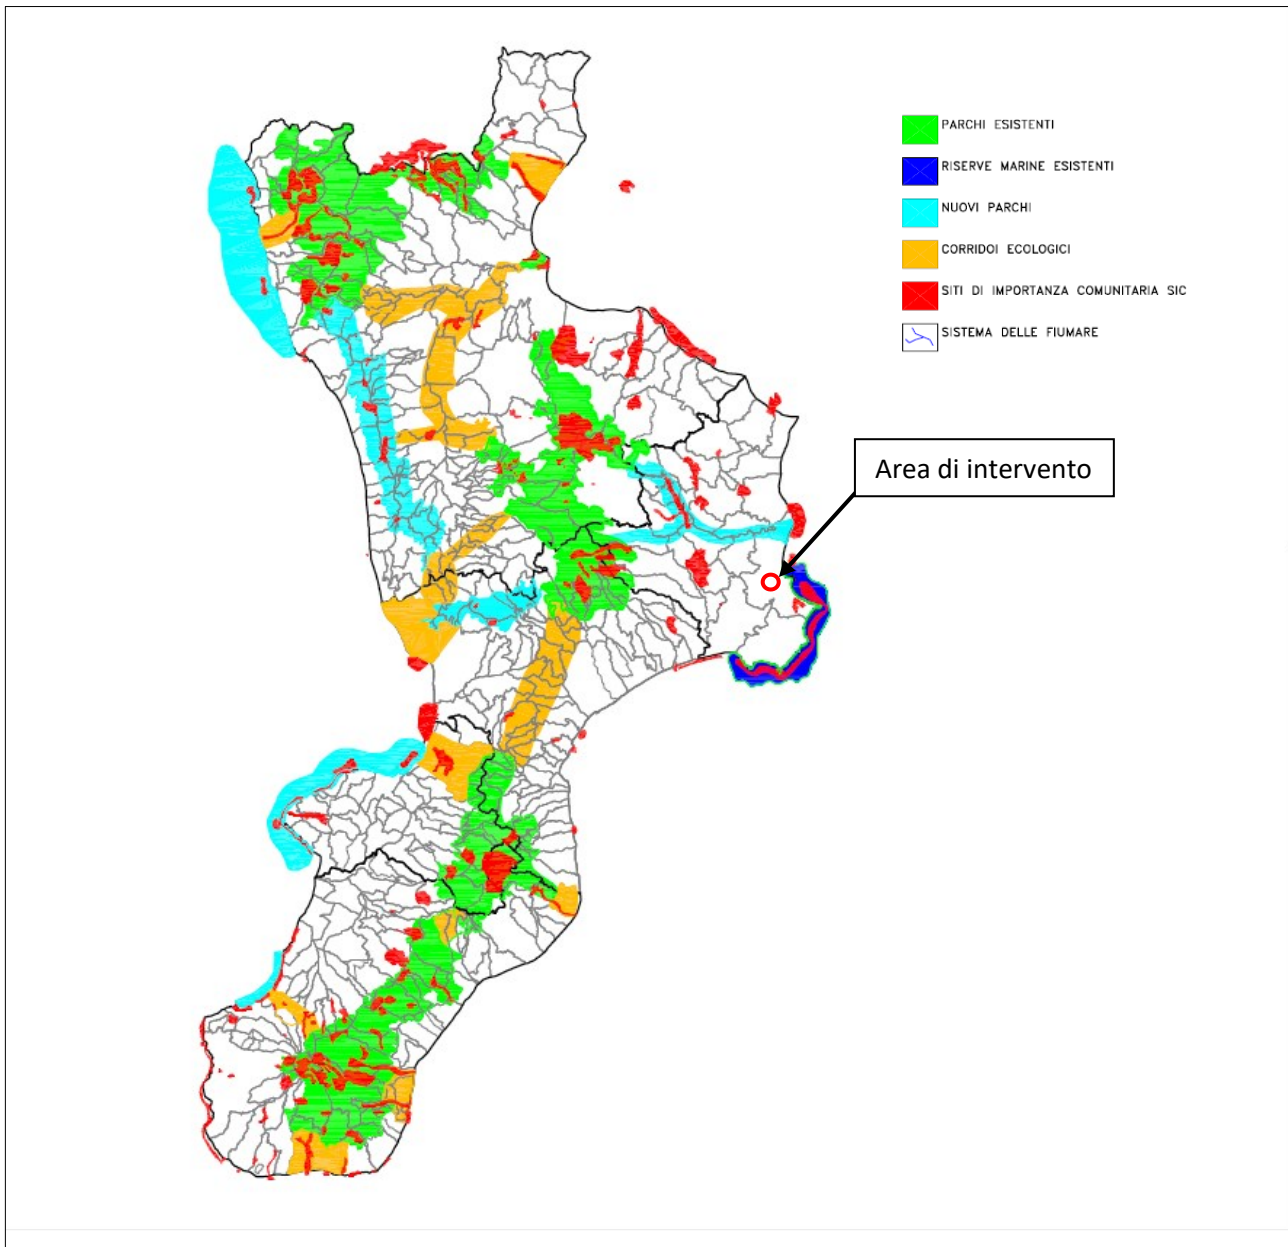 PARCHI ESISTENTI
RISERVE MARINE ESISTENTI
NUOVI PARCHI
CORRIDOI ECOLOGICI
SITI DI IMPORTANZA COMUNITARIA SIC
SISTEMA DELLE FIUMARE
Area di intervento